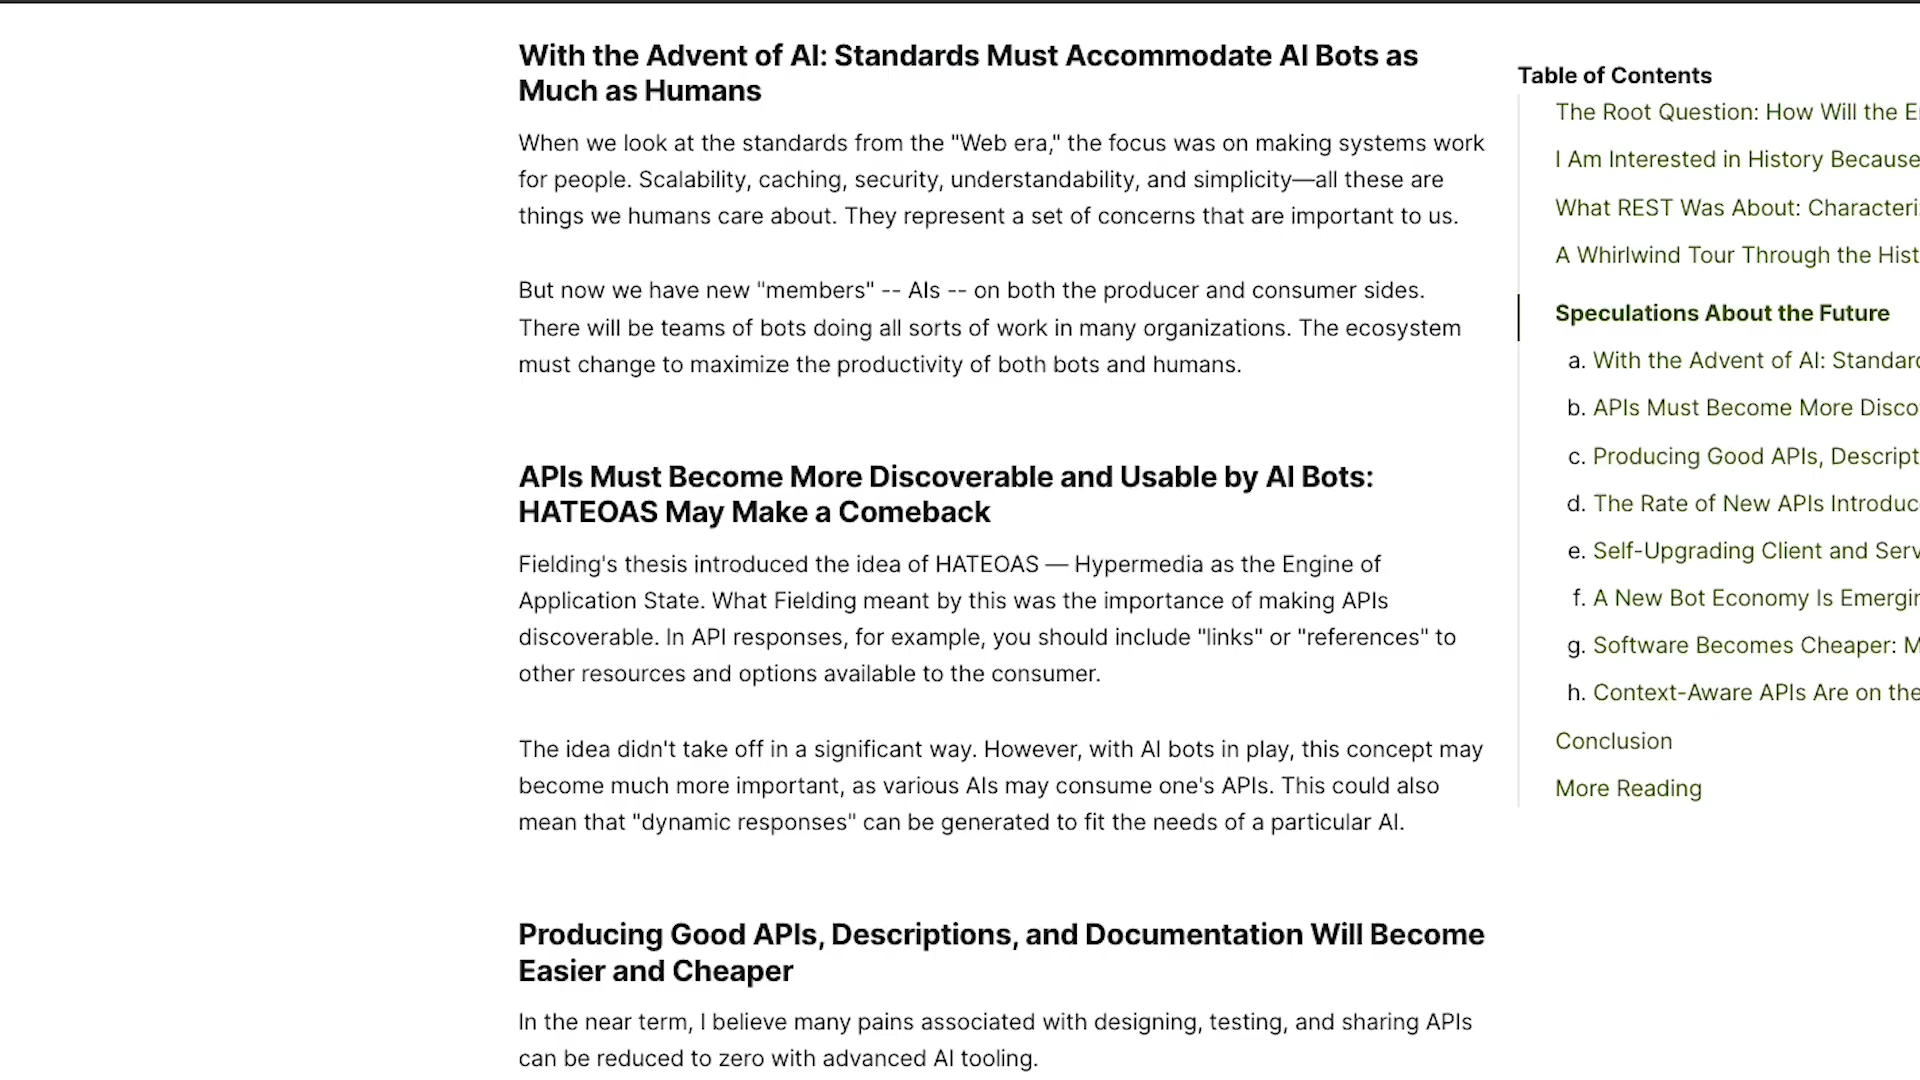 With the Advent of AI: Standards Must Accommodate AI Bots as
Much as Humans
When we look at the standards from the "Web era," the focus was on making systems work
for people. Scalability, caching, security, understandability, and simplicity—all these are
things we humans care about. They represent a set of concerns that are important to us.
But now we have new "members" -- AIs -- on both the producer and consumer sides.
There will be teams of bots doing all sorts of work in many organizations. The ecosystem
must change to maximize the productivity of both bots and humans.
APIs Must Become More Discoverable and Usable by AI Bots:
HATEOAS May Make a Comeback
Fielding's thesis introduced the idea of HATEOAS — Hypermedia as the Engine of
Application State. What Fielding meant by this was the importance of making APIs
discoverable. In API responses, for example, you should include "links" or "references" to
other resources and options available to the consumer.
The idea didn't take off in a significant way. However, with AI bots in play, this concept may
become much more important, as various AIs may consume one's APIs. This could also
mean that "dynamic responses" can be generated to fit the needs of a particular AI.
Producing Good APIs, Descriptions, and Documentation Will Become
Easier and Cheaper
In the near term, I believe many pains associated with designing, testing, and sharing APIs
can be reduced to zero with advanced AI tooling.
Table of Contents
The Root Question: How Will the
I Am Interested in History Because
What REST Was About:
A Whirlwind Tour Through the
Speculations About the Future
a. With the Advent of AI:
b. APIs Must Become More
c. Producing Good APIs,
d. The Rate of New APIs
e. Self-Upgrading Client and
f. A New Bot Economy Is
g. Software Becomes Cheaper:
h. Context-Aware APIs Are on the
Conclusion
More Reading